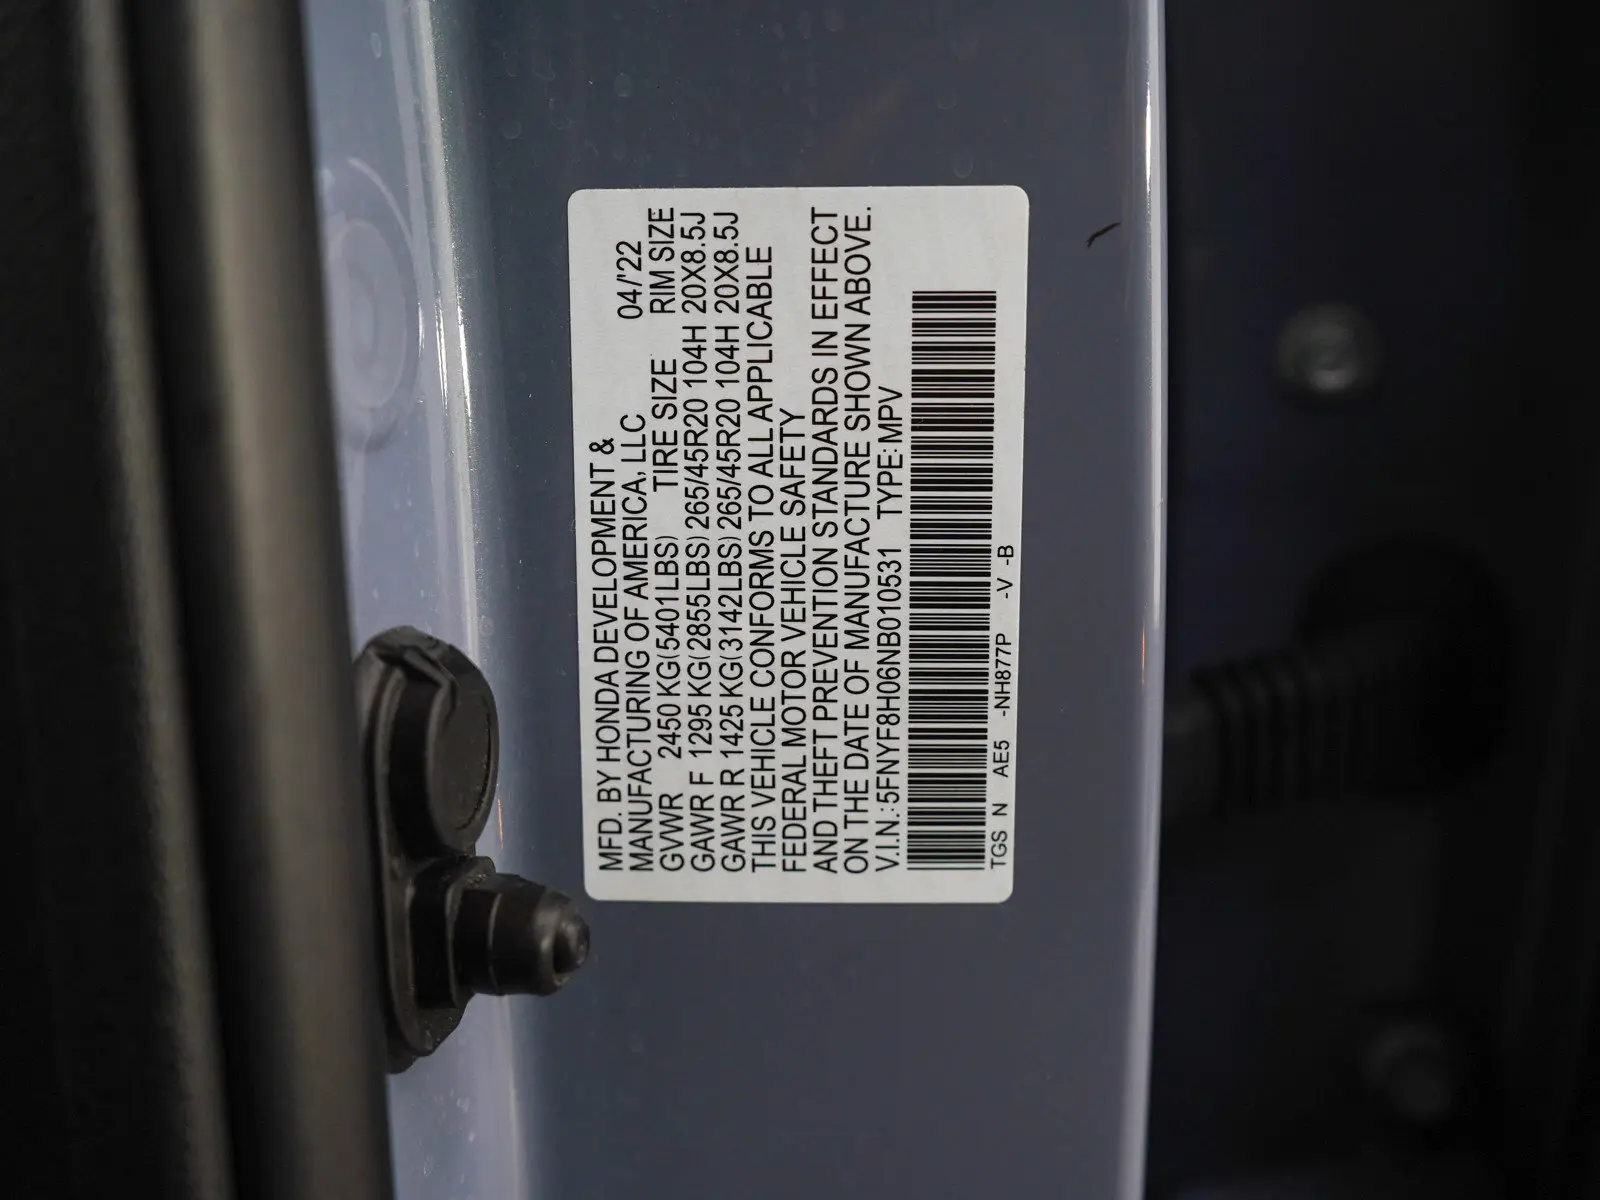 MFD. BY HONDA DEVELOPMENT &
MANUFACTURING OF AMERICA, LLC 04/'22
GVWR 2450 KG(5401LBS) TIRE SIZE RIM SIZE
GAWR F 1295 KG(2855LBS) 265/45R20 104H 20X8.5J
GAWR R 1425 KG(3142LBS) 265/45R20 104H 20X8.5J
THIS VEHICLE CONFORMS TO ALL APPLICABLE
FEDERAL MOTOR VEHICLE SAFETY
AND THEFT PREVENTION STANDARDS IN EFFECT
ON THE DATE OF MANUFACTURE SHOWN ABOVE.
V.I.N.:5FNYF8H06NB010531 TYPE:MPV
TGS N AE5 -NH877P -V -B